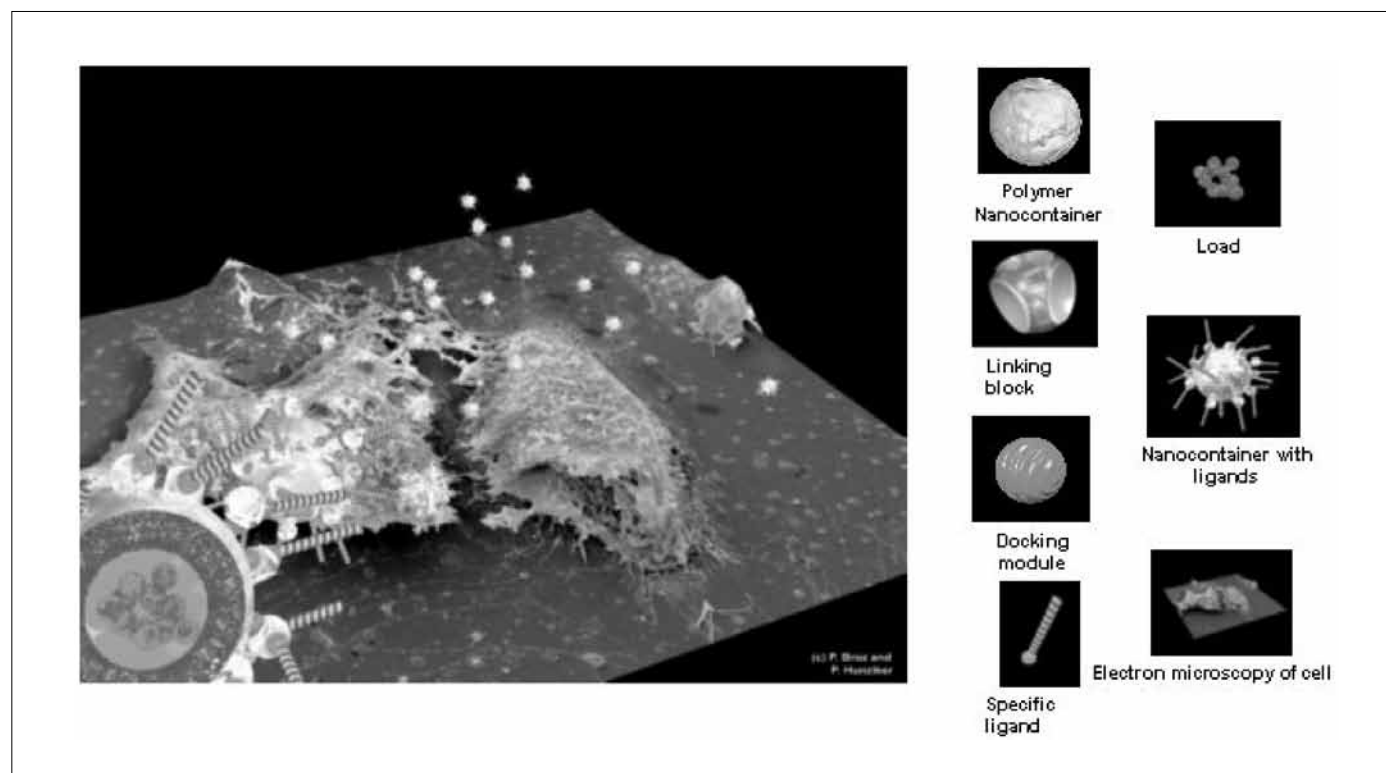 Polymer
Nanocontainer
Load
Linking
block
Nanocontainer with
ligands
Docking
module
Electron microscopy of cell
Specific
ligand
(c) P. Broz and
P. Hunziker